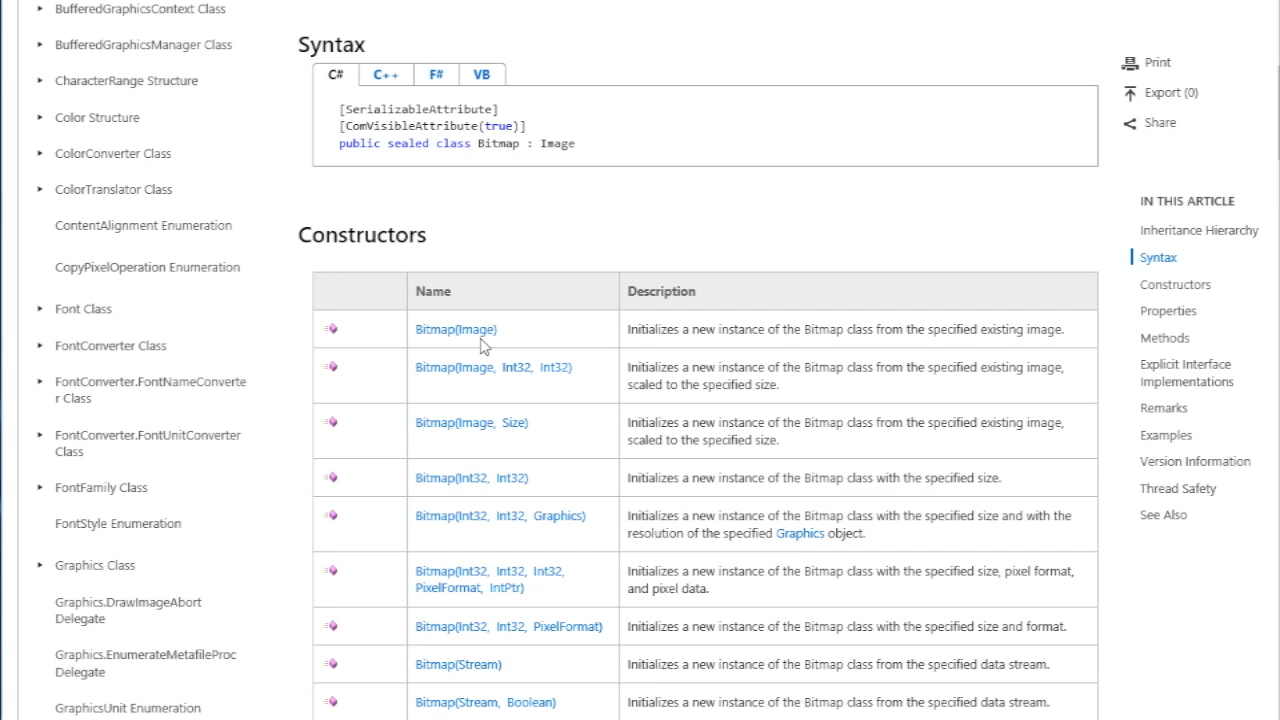 BufferedGraphicsContext Class
BufferedGraphicsManager Class
CharacterRange Structure
Color Structure
ColorConverter Class
ColorTranslator Class
ContentAlignment Enumeration
CopyPixelOperation Enumeration
Font Class
FontConverter Class
FontConverter.FontNameConverte
r Class
FontConverter.FontUnitConverter
Class
FontFamily Class
FontStyle Enumeration
Graphics Class
Graphics.DrawImageAbort
Delegate
Graphics.EnumerateMetafileProc
Delegate
GraphicsUnit Enumeration
Syntax
C# C++ F# VB
[SerializableAttribute]
[ComVisibleAttribute(true)]
public sealed class Bitmap : Image
Constructors
Name Description
Bitmap(Image) Initializes a new instance of the Bitmap class from the specified existing image.
Bitmap(Image, Int32, Int32) Initializes a new instance of the Bitmap class from the specified existing image,
scaled to the specified size.
Bitmap(Image, Size) Initializes a new instance of the Bitmap class from the specified existing image,
scaled to the specified size.
Bitmap(Int32, Int32) Initializes a new instance of the Bitmap class with the specified size.
Bitmap(Int32, Int32, Graphics) Initializes a new instance of the Bitmap class with the specified size and with the
resolution of the specified Graphics object.
Bitmap(Int32, Int32, Int32, Initializes a new instance of the Bitmap class with the specified size, pixel format,
PixelFormat, IntPtr) and pixel data.
Bitmap(Int32, Int32, PixelFormat) Initializes a new instance of the Bitmap class with the specified size and format.
Bitmap(Stream) Initializes a new instance of the Bitmap class from the specified data stream.
Bitmap(Stream, Boolean) Initializes a new instance of the Bitmap class from the specified data stream.
Print
Export (0)
Share
IN THIS ARTICLE
Inheritance Hierarchy
Syntax
Constructors
Properties
Methods
Explicit Interface
Implementations
Remarks
Examples
Version Information
Thread Safety
See Also